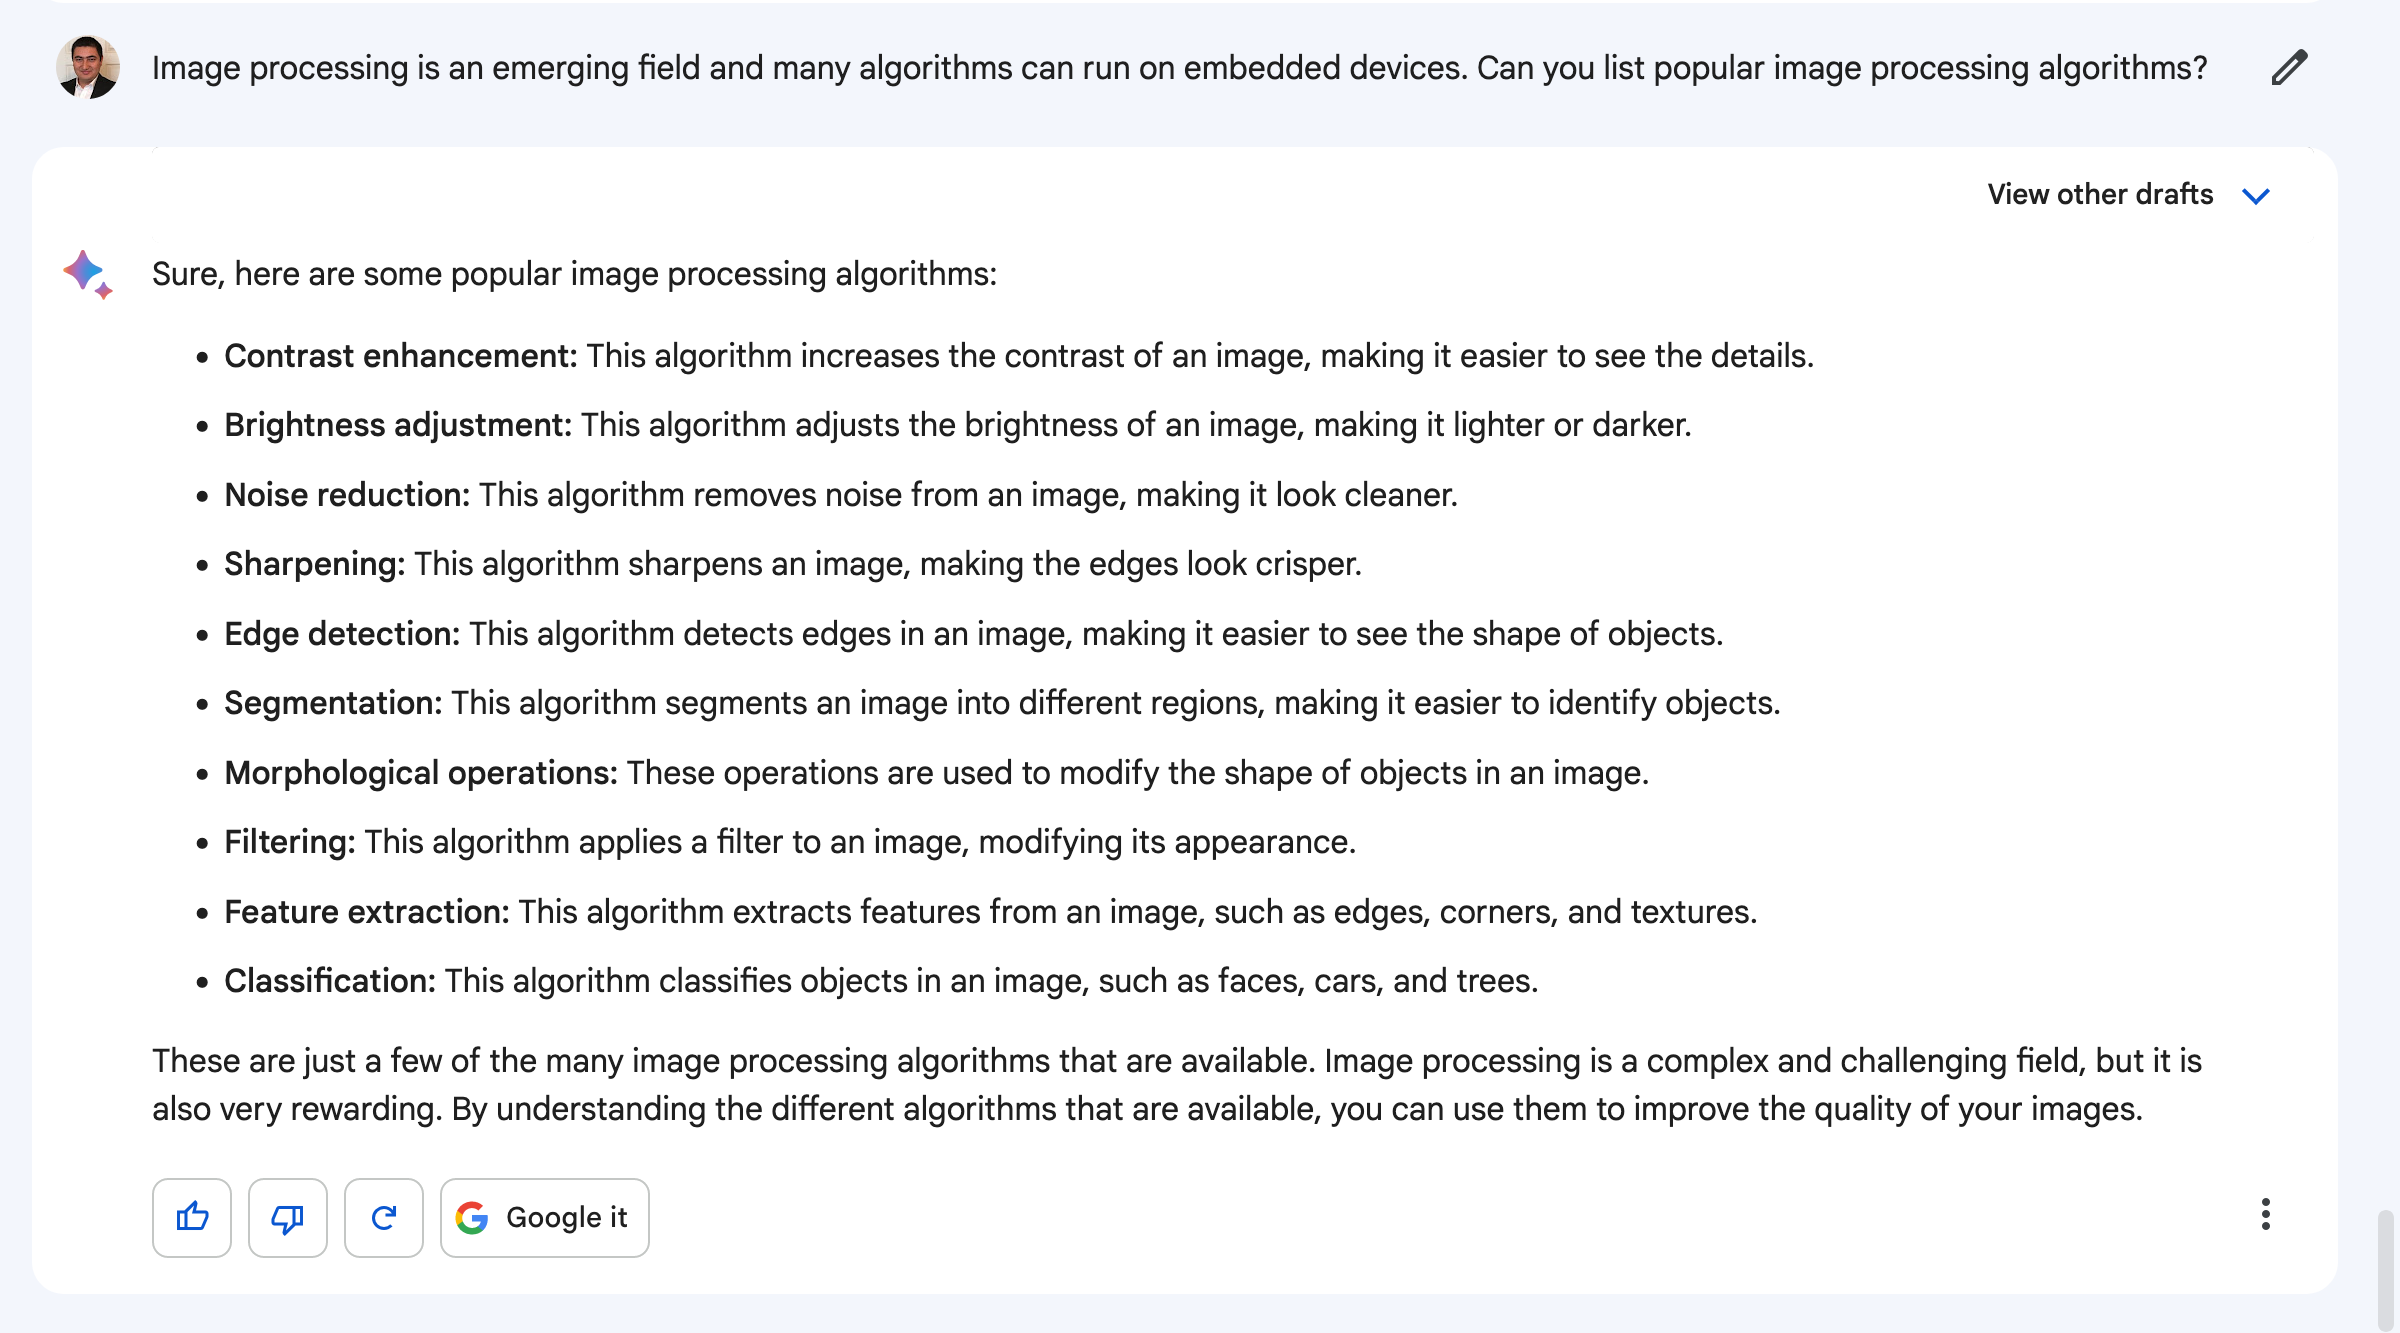 Image processing is an emerging field and many algorithms can run on embedded devices. Can you list popular image processing algorithms?
View other drafts
Sure, here are some popular image processing algorithms:
• Contrast enhancement: This algorithm increases the contrast of an image, making it easier to see the details.
• Brightness adjustment: This algorithm adjusts the brightness of an image, making it lighter or darker.
• Noise reduction: This algorithm removes noise from an image, making it look cleaner.
• Sharpening: This algorithm sharpens an image, making the edges look crisper.
• Edge detection: This algorithm detects edges in an image, making it easier to see the shape of objects.
• Segmentation: This algorithm segments an image into different regions, making it easier to identify objects.
• Morphological operations: These operations are used to modify the shape of objects in an image.
• Filtering: This algorithm applies a filter to an image, modifying its appearance.
• Feature extraction: This algorithm extracts features from an image, such as edges, corners, and textures.
• Classification: This algorithm classifies objects in an image, such as faces, cars, and trees.
These are just a few of the many image processing algorithms that are available. Image processing is a complex and challenging field, but it is
also very rewarding. By understanding the different algorithms that are available, you can use them to improve the quality of your images.
Google it